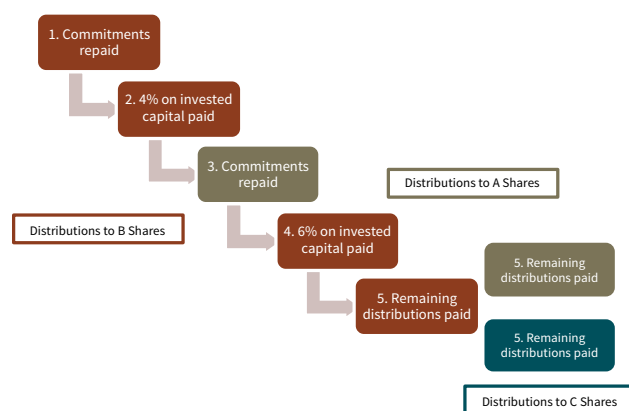 1. Commitments
repaid
2. 4% on invested
capital paid
3. Commitments
repaid
Distributions to A Shares
Distributions to B Shares
4. 6% on invested
capital paid
5. Remaining
distributions paid
5. Remaining
distributions paid
5. Remaining
distributions paid
Distributions to C Shares